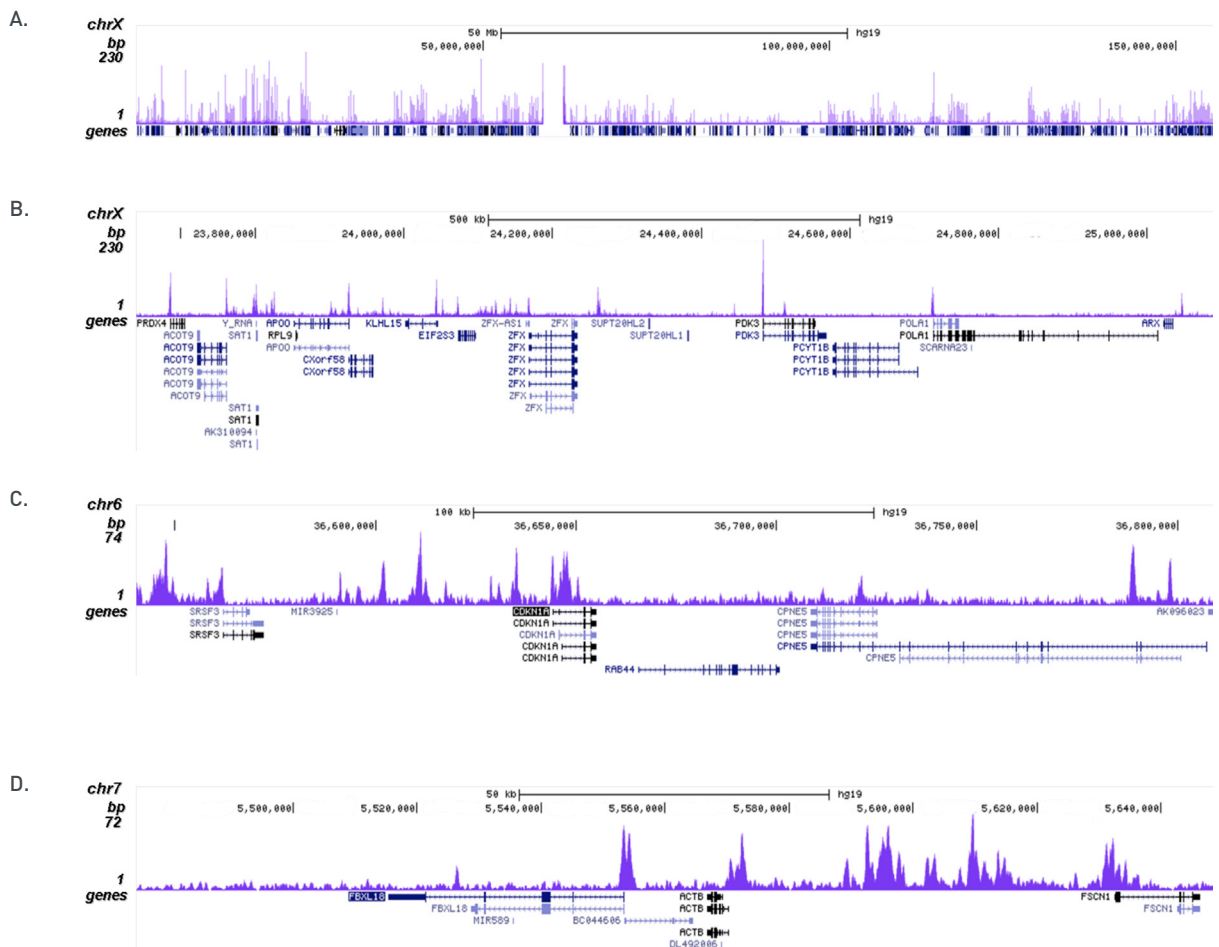 A.
chrX
bp
230
1
genes
50 Mb hg19
50,000,000 100,000,000 150,000,000
B.
chrX
bp
230
1
genes
500 kb hg19
23,800,000 24,000,000 24,200,000 24,400,000 24,600,000 24,800,000 25,000,000
PRDX4 Y_RNA APOO KLHL15 ZFX-AS1 ZFX SUPT20HL2 PDK3 POLA1 ARX
ACOT9 SAT1 RPL9 EIF2S3 ZFX SUPT20HL1 PDK3 POLA1
ACOT9 APOO ZFX PCYT1B SCARNA23
ACOT9 CXorf58 ZFX PCYT1B
ACOT9 CXorf58 ZFX PCYT1B
ACOT9 ZFX
SAT1 ZFX
SAT1
AK310094
SAT1
C.
chr6
bp
74
1
genes
100 kb hg19
36,600,000 36,650,000 36,700,000 36,750,000 36,800,000
SRSF3 MIR3925 CDKN1A CPNE5 AK096023
SRSF3 CDKN1A CPNE5
SRSF3 CDKN1A CPNE5
CDKN1A CPNE5
CDKN1A CPNE5
RAB44
D.
chr7
bp
72
1
genes
50 kb hg19
5,500,000 5,520,000 5,540,000 5,560,000 5,580,000 5,600,000 5,620,000 5,640,000
FBXL18 ACTB FSCN1
FBXL18 ACTB FSCN1
MIR589 BC044606
ACTB
DL492006